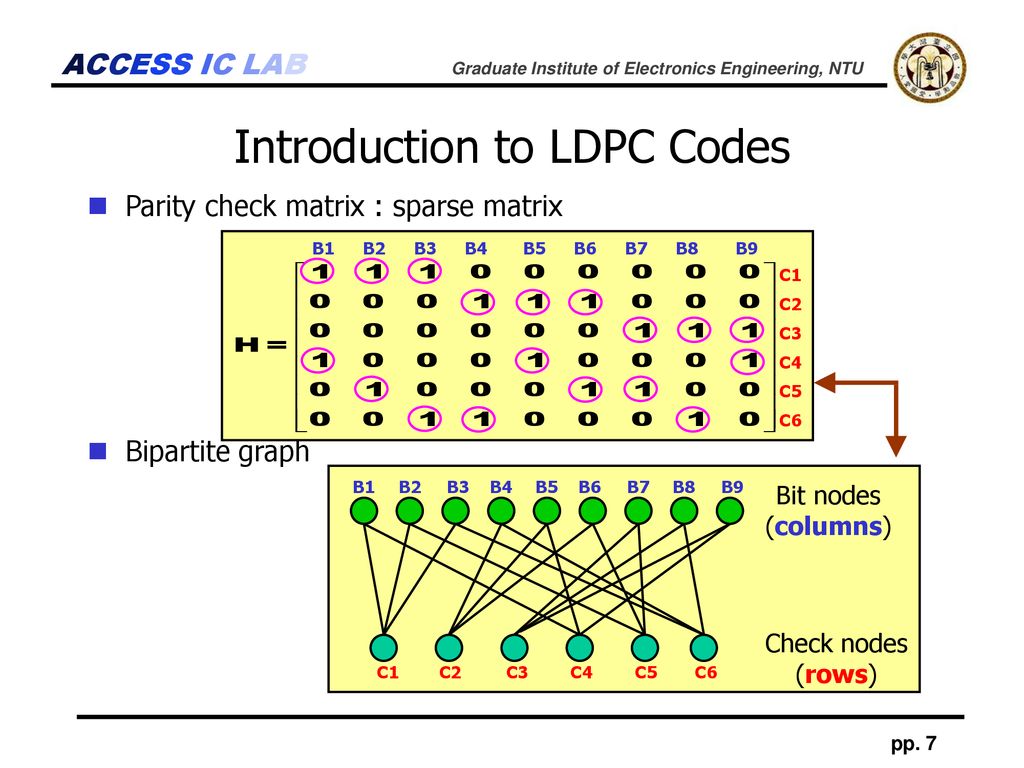 ACCESS IC LAB
Graduate Institute of Electronics Engineering, NTU
Introduction to LDPC Codes
Parity check matrix : sparse matrix
B1 B2 B3 B4 B5 B6 B7 B8 B9
1 1 1 0 0 0 0 0 0 C1
0 0 0 1 1 1 0 0 0 C2
0 0 0 0 0 0 1 1 1 C3
H =
1 0 0 0 1 0 0 0 1 C4
0 1 0 0 0 1 1 0 0 C5
0 0 1 1 0 0 0 1 0 C6
Bipartite graph
B1 B2 B3 B4 B5 B6 B7 B8 B9
Bit nodes
(columns)
Check nodes
(rows)
C1 C2 C3 C4 C5 C6
pp. 7